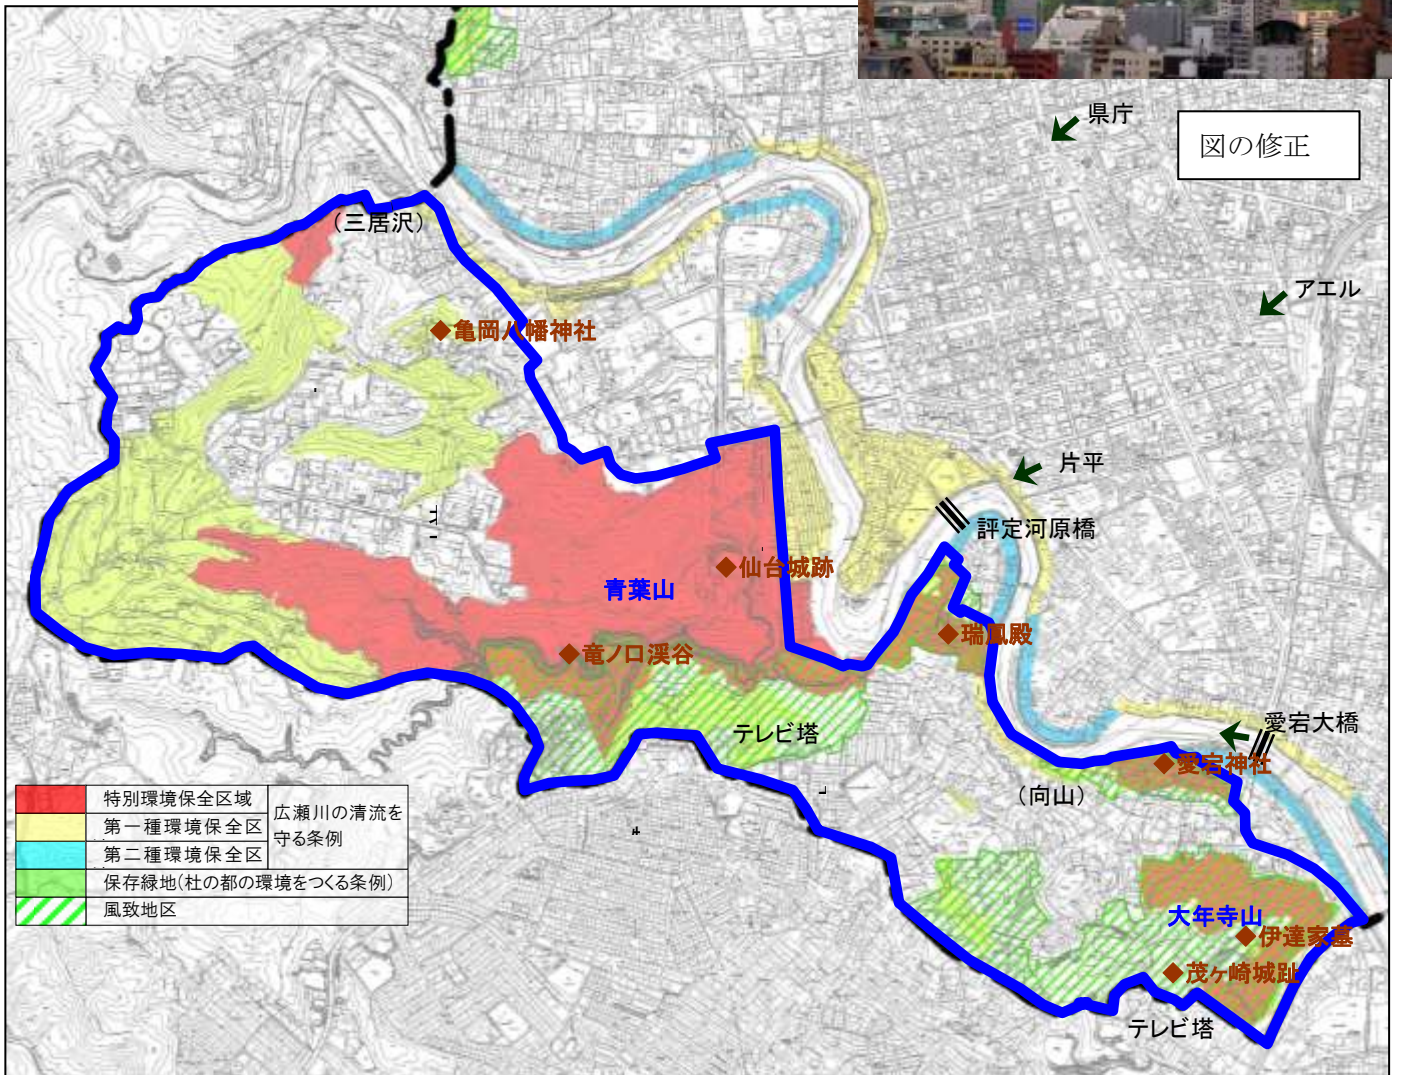 県庁
図の修正
(三居沢)
アエル
亀岡八幡神社
片平
評定河原橋
仙台城跡
青葉山
瑞鳳殿
竜ノ口渓谷
テレビ塔
愛宕大橋
愛宕神社
(向山)
特別環境保全区域
第一種環境保全区
第二種環境保全区
広瀬川の清流を
守る条例
保存緑地(杜の都の環境をつくる条例)
風致地区
大年寺山
伊達家墓
茂ヶ崎城趾
テレビ塔